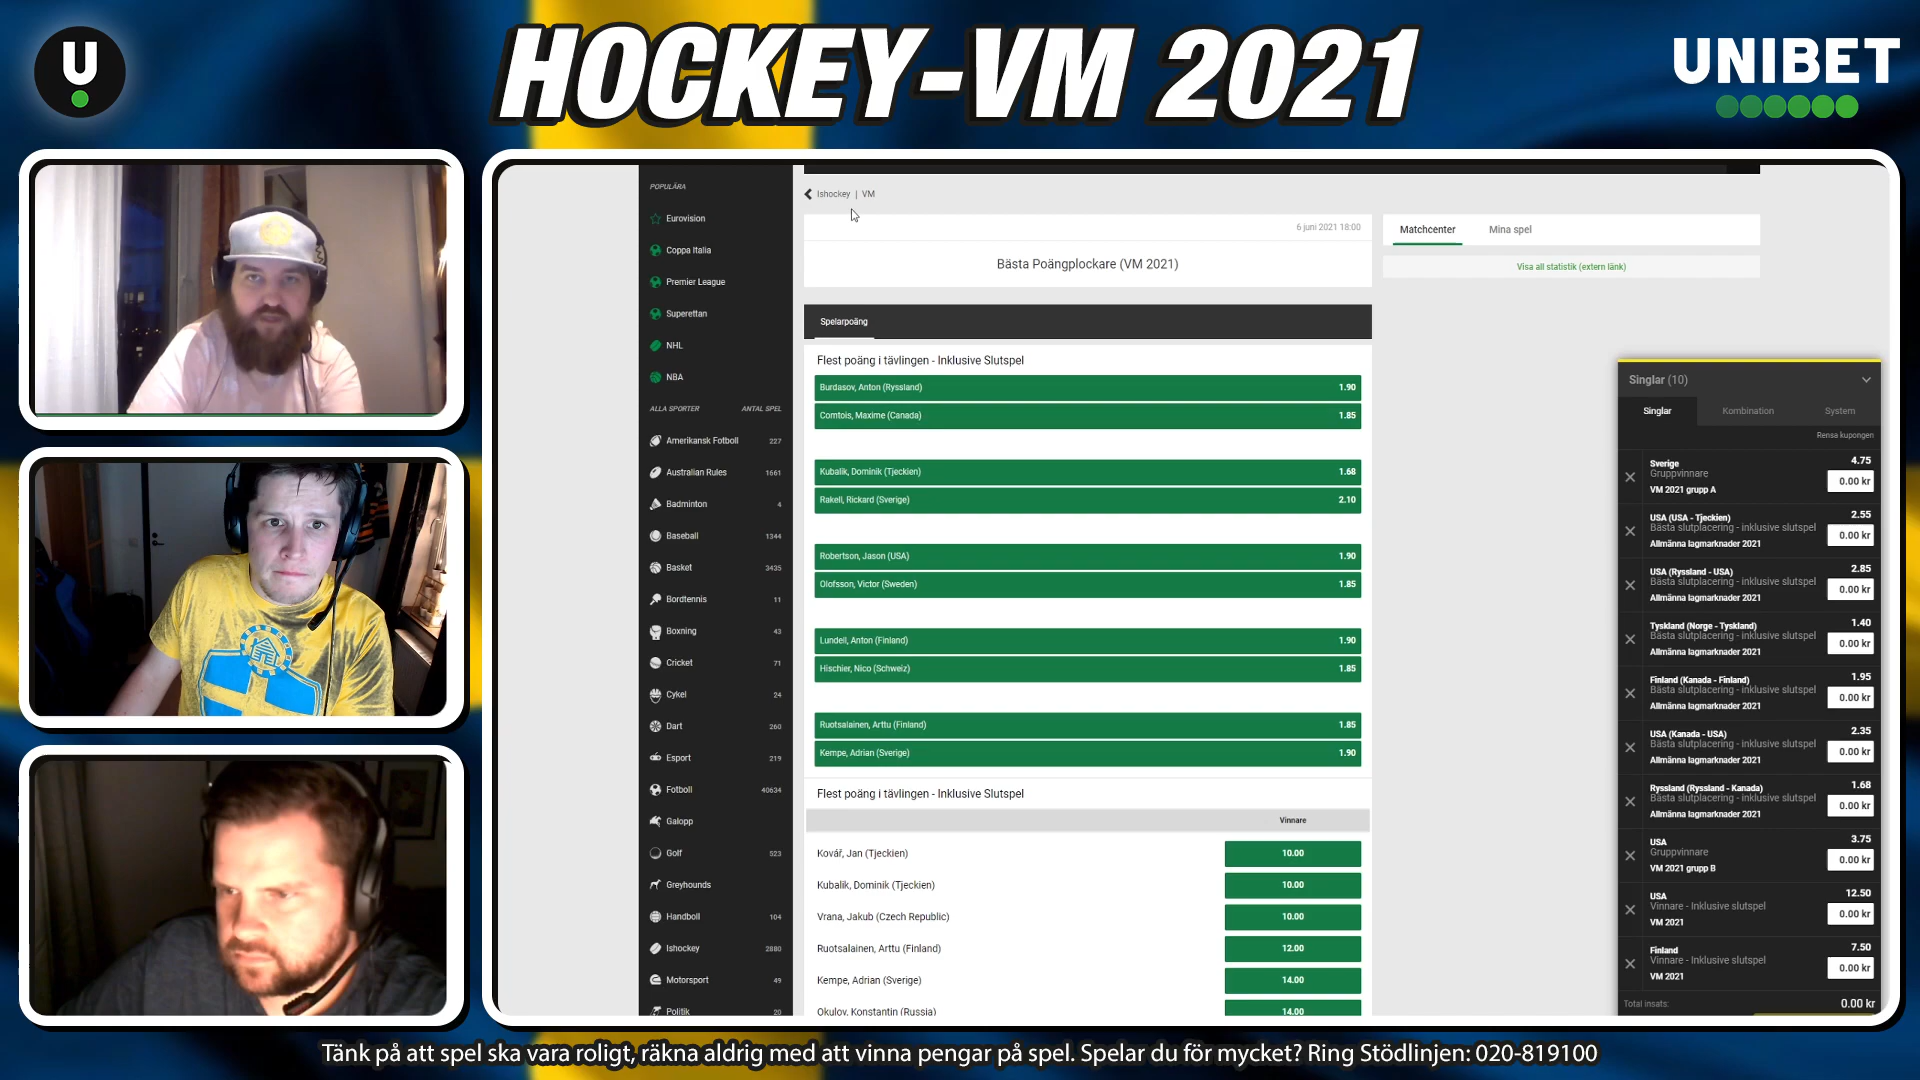 U
HOCKEY-VM 2021
UNIBET
POPULÄRA
Eurovision
Coppa Italia
Premier League
Superettan
NHL
NBA
ALLA SPORTER ANTAL SPEL
Amerikansk Fotboll 227
Australian Rules 1661
Badminton 4
Baseball 1344
Basket 3435
Bordtennis 11
Boxning 43
Cricket 71
Cykel 24
Dart 260
Esport 219
Fotboll 40634
Galopp
Golf 523
Greyhounds
Handboll 104
Ishockey 2880
Motorsport 49
Politik 20
Ishockey | VM
6 juni 2021 18:00
Bästa Poängplockare (VM 2021)
Spelarpoäng
Flest poäng i tävlingen - Inklusive Slutspel
Burdasov, Anton (Ryssland) 1.90
Comtois, Maxime (Canada) 1.85
Kubalik, Dominik (Tjeckien) 1.68
Rakell, Rickard (Sverige) 2.10
Robertson, Jason (USA) 1.90
Olofsson, Victor (Sweden) 1.85
Lundell, Anton (Finland) 1.90
Hischier, Nico (Schweiz) 1.85
Ruotsalainen, Arttu (Finland) 1.85
Kempe, Adrian (Sverige) 1.90
Flest poäng i tävlingen - Inklusive Slutspel
Vinnare
Kovář, Jan (Tjeckien) 10.00
Kubalik, Dominik (Tjeckien) 10.00
Vrana, Jakub (Czech Republic) 10.00
Ruotsalainen, Arttu (Finland) 12.00
Kempe, Adrian (Sverige) 14.00
Okulov, Konstantin (Russia) 14.00
Matchcenter Mina spel
Visa all statistik (extern länk)
Singlar (10)
Singlar Kombination System
Rensa kupongen
Sverige 4.75
Gruppvinnare 0.00 kr
VM 2021 grupp A
USA (USA - Tjeckien) 2.55
Bästa slutplacering - inklusive slutspel 0.00 kr
Allmänna lagmarknader 2021
USA (Ryssland - USA) 2.85
Bästa slutplacering - inklusive slutspel 0.00 kr
Allmänna lagmarknader 2021
Tyskland (Norge - Tyskland) 1.40
Bästa slutplacering - inklusive slutspel 0.00 kr
Allmänna lagmarknader 2021
Finland (Kanada - Finland) 1.95
Bästa slutplacering - inklusive slutspel 0.00 kr
Allmänna lagmarknader 2021
USA (Kanada - USA) 2.35
Bästa slutplacering - inklusive slutspel 0.00 kr
Allmänna lagmarknader 2021
Ryssland (Ryssland - Kanada) 1.68
Bästa slutplacering - inklusive slutspel 0.00 kr
Allmänna lagmarknader 2021
USA 3.75
Gruppvinnare 0.00 kr
VM 2021 grupp B
USA 12.50
Vinnare - Inklusive slutspel 0.00 kr
VM 2021
Finland 7.50
Vinnare - Inklusive slutspel 0.00 kr
VM 2021
Total insats: 0.00 kr
Tänk på att spel ska vara roligt, räkna aldrig med att vinna pengar på spel. Spelar du för mycket? Ring Stödlinjen: 020-819100